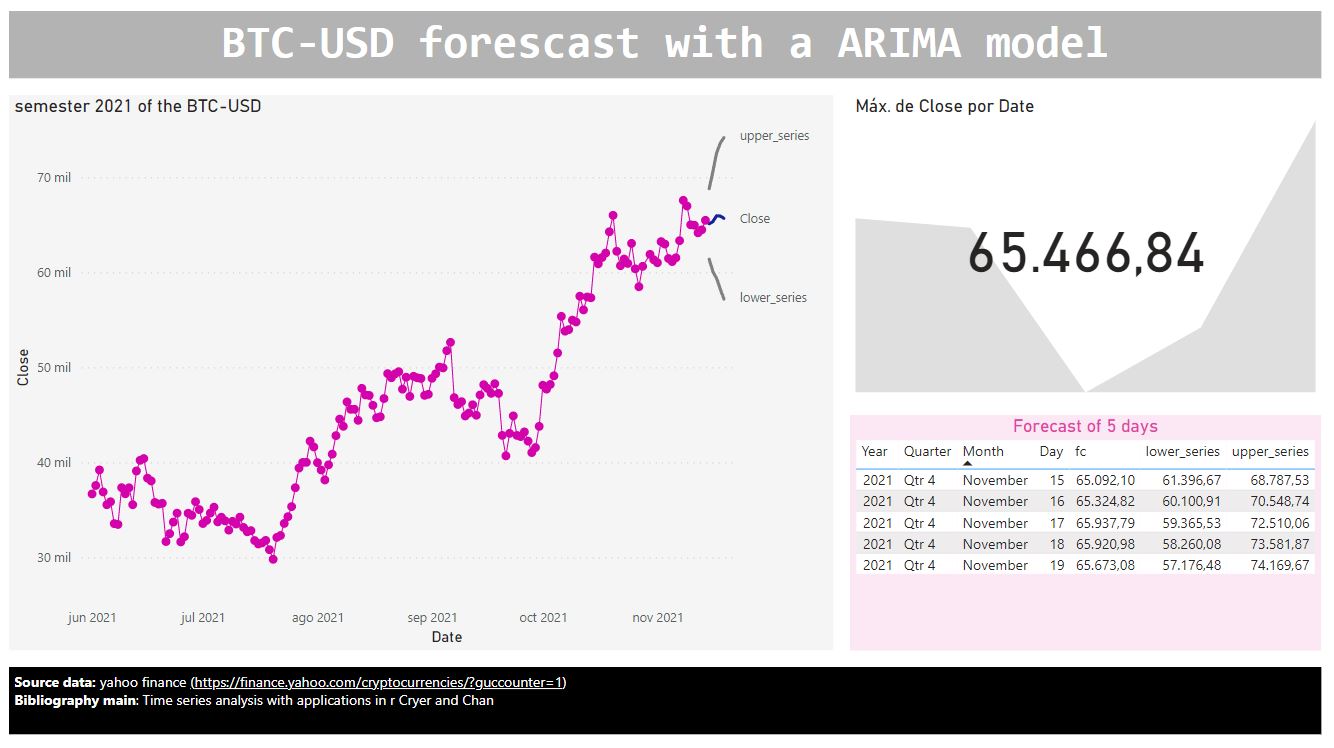 BTC-USD forescast with a ARIMA model
semester 2021 of the BTC-USD
upper_series
70 mil
Close
60 mil
lower_series
50 mil
Close
40 mil
30 mil
jun 2021 jul 2021 ago 2021 sep 2021 oct 2021 nov 2021
Date
Máx. de Close por Date
65.466,84
Forecast of 5 days
Year Quarter Month Day fc lower_series upper_series
2021 Qtr 4 November 15 65.092,10 61.396,67 68.787,53
2021 Qtr 4 November 16 65.324,82 60.100,91 70.548,74
2021 Qtr 4 November 17 65.937,79 59.365,53 72.510,06
2021 Qtr 4 November 18 65.920,98 58.260,08 73.581,87
2021 Qtr 4 November 19 65.673,08 57.176,48 74.169,67
Source data: yahoo finance (https://finance.yahoo.com/cryptocurrencies/?guccounter=1)
Bibliography main: Time series analysis with applications in r Cryer and Chan